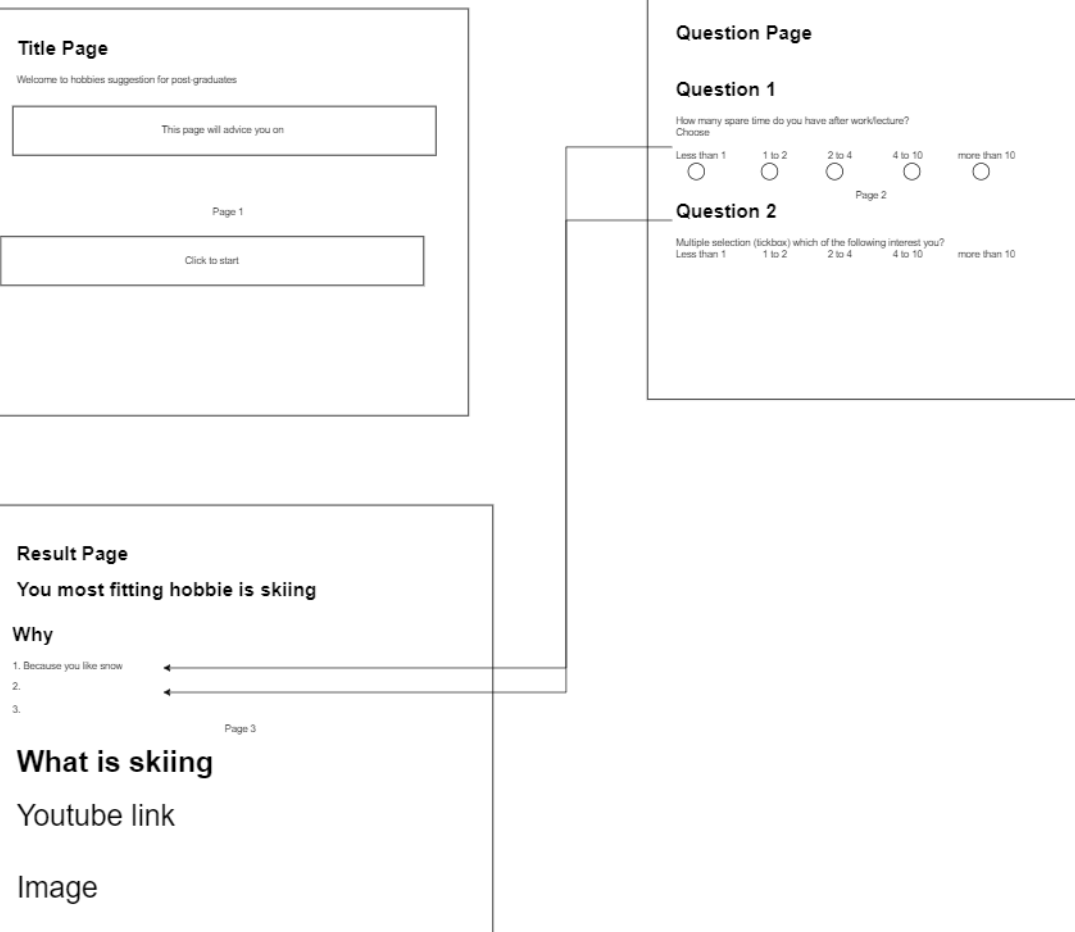 Title Page
Welcome to hobbies suggestion for post-graduates
This page will advice you on
Page 1
Click to start
Question Page
Question 1
How many spare time do you have after work/lecture?
Choose
Less than 1 1 to 2 2 to 4 4 to 10 more than 10
Page 2
Question 2
Multiple selection (tickbox) which of the following interest you?
Less than 1 1 to 2 2 to 4 4 to 10 more than 10
Result Page
You most fitting hobbie is skiing
Why
1. Because you like snow
2.
3.
Page 3
What is skiing
Youtube link
Image